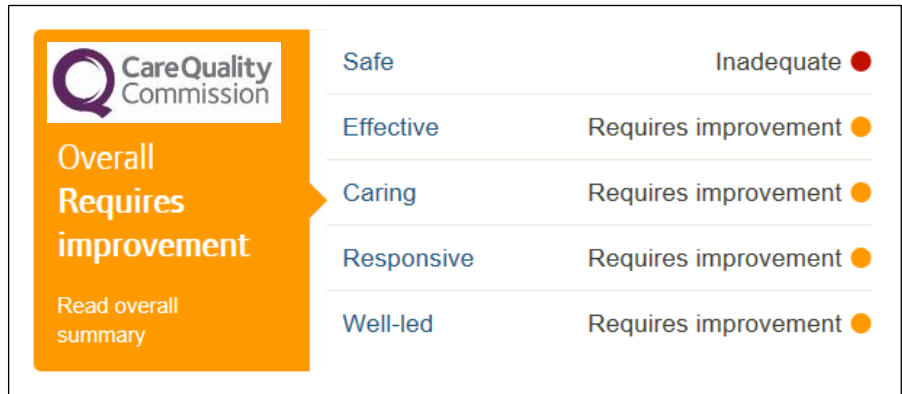 CareQuality
Commission
Overall
Requires
improvement
Read overall
summary
Safe Inadequate
Effective Requires improvement
Caring Requires improvement
Responsive Requires improvement
Well-led Requires improvement